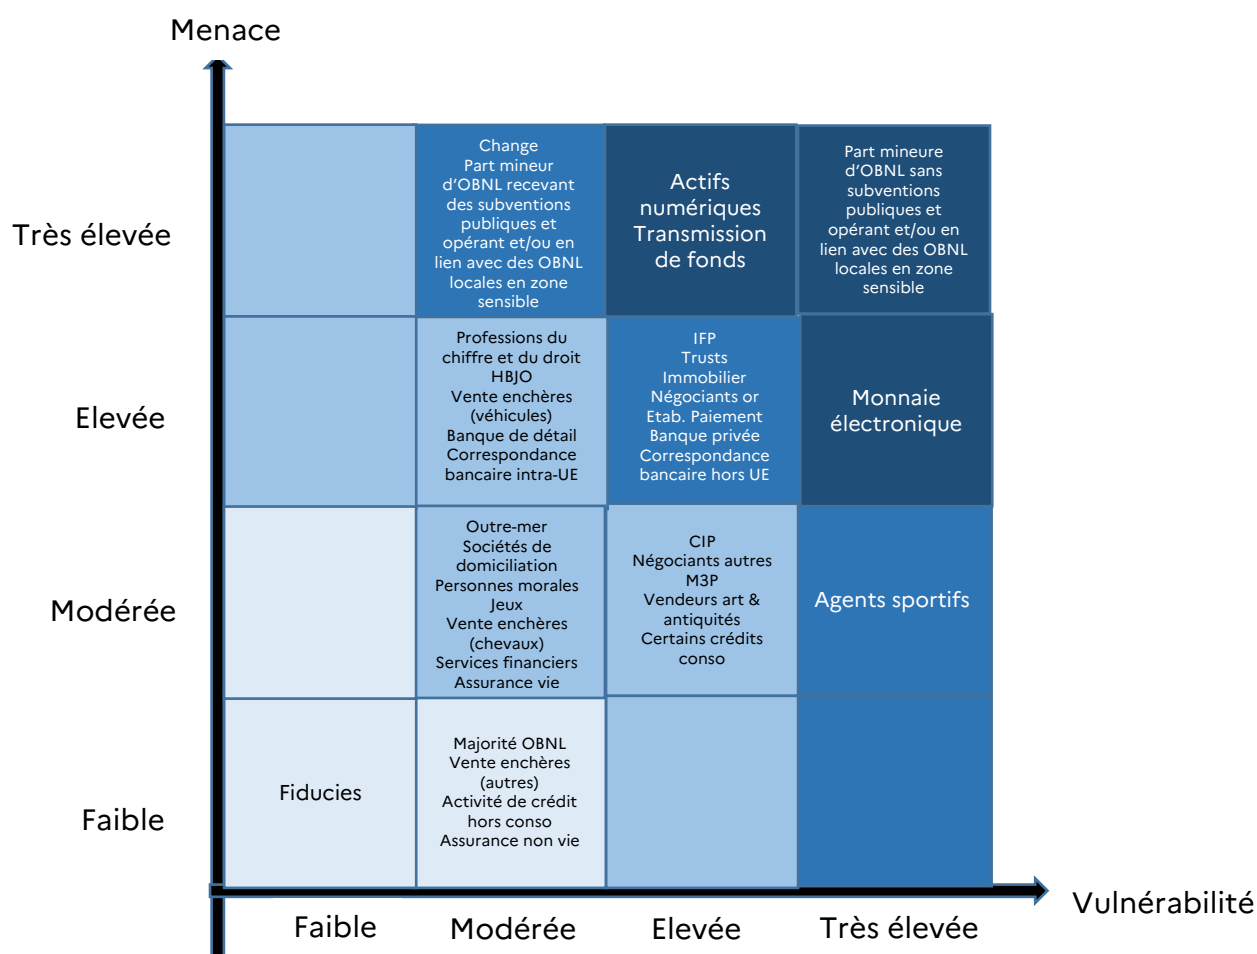 Menace
Très élevée
Change
Part mineur
d'OBNL recevant
des subventions
publiques et
opérant et/ou en
lien avec des OBNL
locales en zone
sensible
Actifs
numériques
Transmission
de fonds
Part mineure
d'OBNL sans
subventions
publiques et
opérant et/ou en
lien avec des OBNL
locales en zone
sensible
Elevée
Professions du
chiffre et du droit
HBJO
Vente enchères
(véhicules)
Banque de détail
Correspondance
bancaire intra-UE
IFP
Trusts
Immobilier
Négociants or
Etab. Paiement
Banque privée
Correspondance
bancaire hors UE
Monnaie
électronique
Modérée
Outre-mer
Sociétés de
domiciliation
Personnes morales
Jeux
Vente enchères
(chevaux)
Services financiers
Assurance vie
CIP
Négociants autres
M3P
Vendeurs art &
antiquités
Certains crédits
conso
Agents sportifs
Faible
Fiducies
Majorité OBNL
Vente enchères
(autres)
Activité de crédit
hors conso
Assurance non vie
Vulnérabilité
Faible
Modérée
Elevée
Très élevée